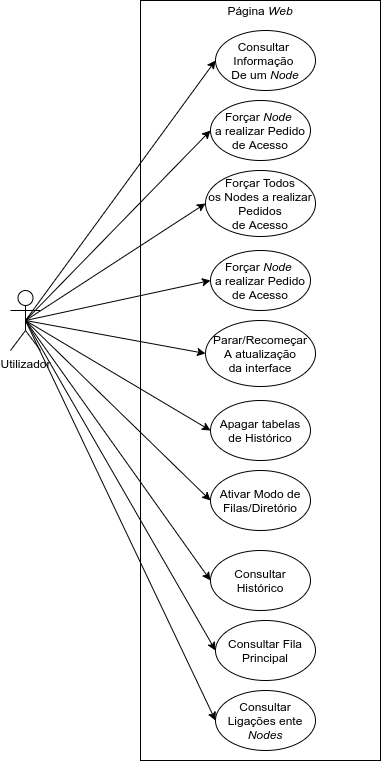 Página Web
Consultar
Informação
De um Node
Forçar Node
a realizar Pedido
de Acesso
Forçar Todos
os Nodes a realizar
Pedidos
de Acesso
Forçar Node
a realizar Pedido
de Acesso
Utilizador
Parar/Recomeçar
A atualização
da interface
Apagar tabelas
de Histórico
Ativar Modo de
Filas/Diretório
Consultar
Histórico
Consultar Fila
Principal
Consultar
Ligações ente
Nodes